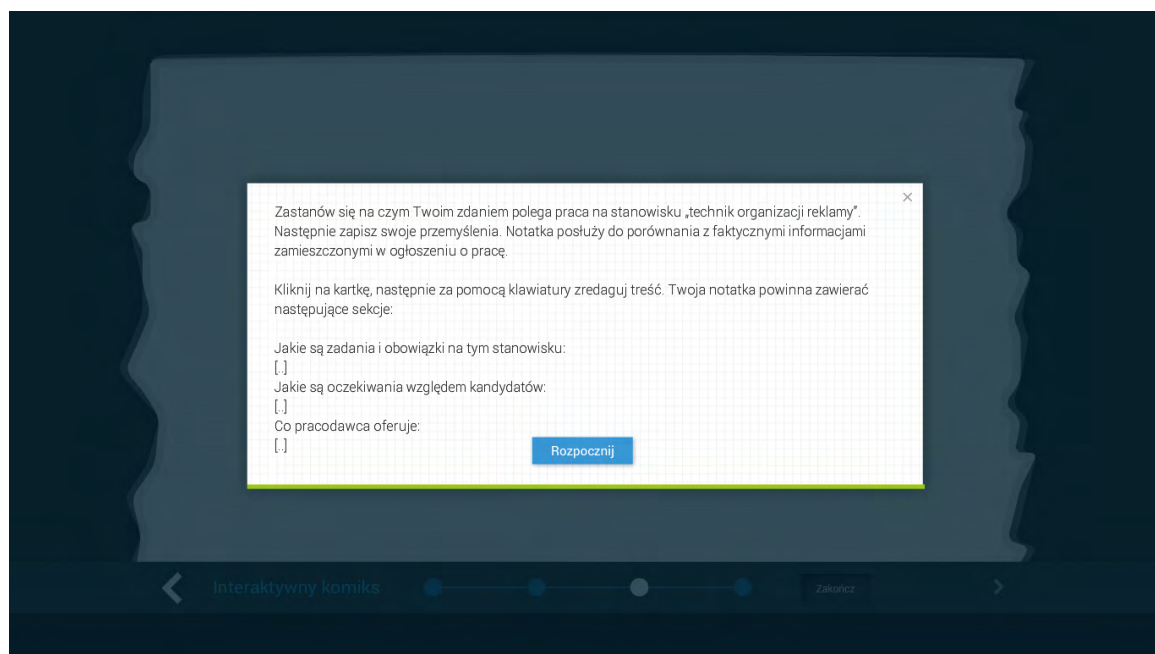 Zastanów się na czym Twoim zdaniem polega praca na stanowisku „technik organizacji reklamy”.
Następnie zapisz swoje przemyślenia. Notatka posłuży do porównania z faktycznymi informacjami
zamieszczonymi w ogłoszeniu o pracę.
Kliknij na kartkę, następnie za pomocą klawiatury zredaguj treść. Twoja notatka powinna zawierać
następujące sekcje:
Jakie są zadania i obowiązki na tym stanowisku:
[..]
Jakie są oczekiwania względem kandydatów:
[..]
Co pracodawca oferuje:
[..]
Rozpocznij
Interaktywny komiks
Zakończ